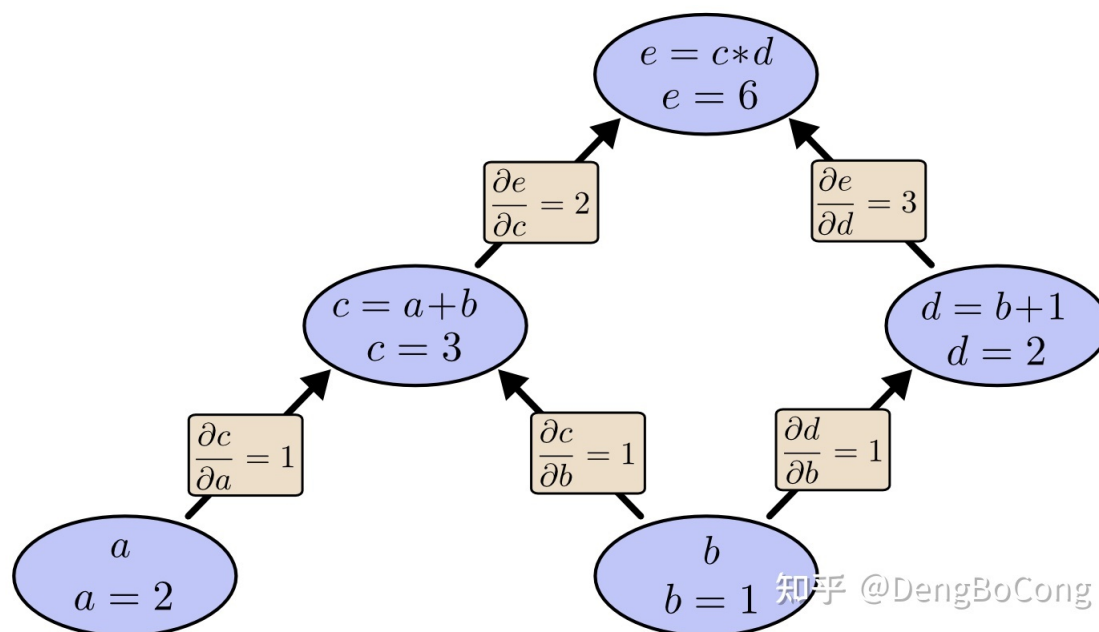 e = c*d
e = 6
∂e/∂c = 2
∂e/∂d = 3
c = a+b
c = 3
d = b+1
d = 2
∂c/∂a = 1
∂c/∂b = 1
∂d/∂b = 1
a
a = 2
b
b = 1
知乎 @DengBoCong